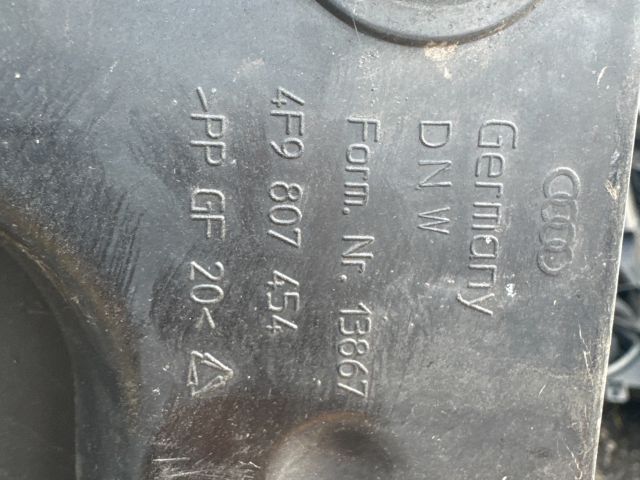 Germany
DNW
Form. Nr. 13867
4F9 807 454
>PP GF 20<